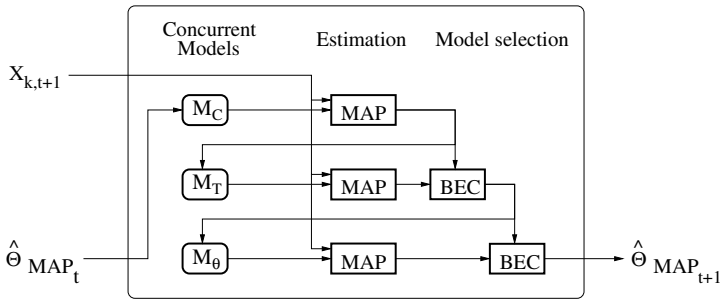 Concurrent Models Estimation Model selection
X_{k,t+1}
M_C MAP
M_T MAP BEC
Θ̂ MAP_t M_θ MAP BEC Θ̂ MAP_{t+1}